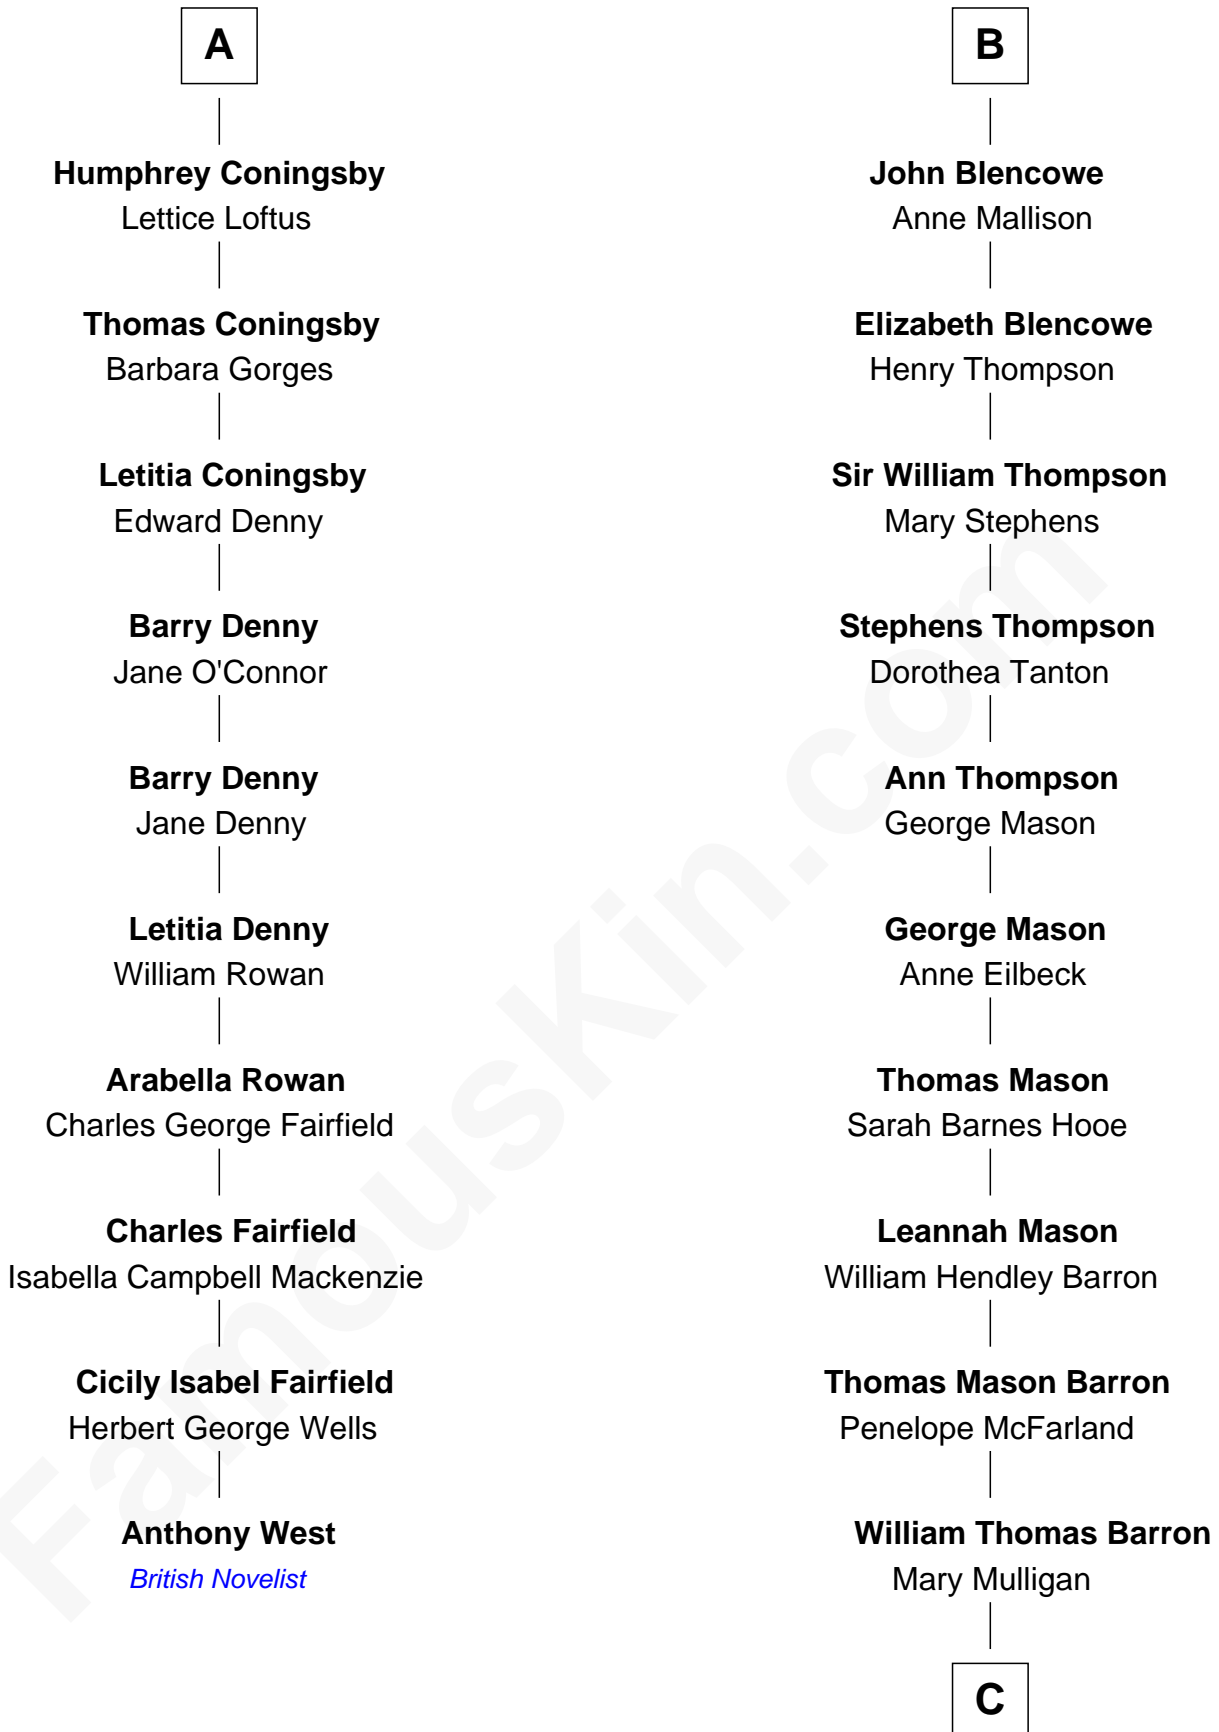 A
Humphrey Coningsby
Lettice Loftus
Thomas Coningsby
Barbara Gorges
Letitia Coningsby
Edward Denny
Barry Denny
Jane O'Connor
Barry Denny
Jane Denny
Letitia Denny
William Rowan
Arabella Rowan
Charles George Fairfield
Charles Fairfield
Isabella Campbell Mackenzie
Cicily Isabel Fairfield
Herbert George Wells
Anthony West
British Novelist
B
John Blencowe
Anne Mallison
Elizabeth Blencowe
Henry Thompson
Sir William Thompson
Mary Stephens
Stephens Thompson
Dorothea Tanton
Ann Thompson
George Mason
George Mason
Anne Eilbeck
Thomas Mason
Sarah Barnes Hooe
Leannah Mason
William Hendley Barron
Thomas Mason Barron
Penelope McFarland
William Thomas Barron
Mary Mulligan
C
FamousKin.com